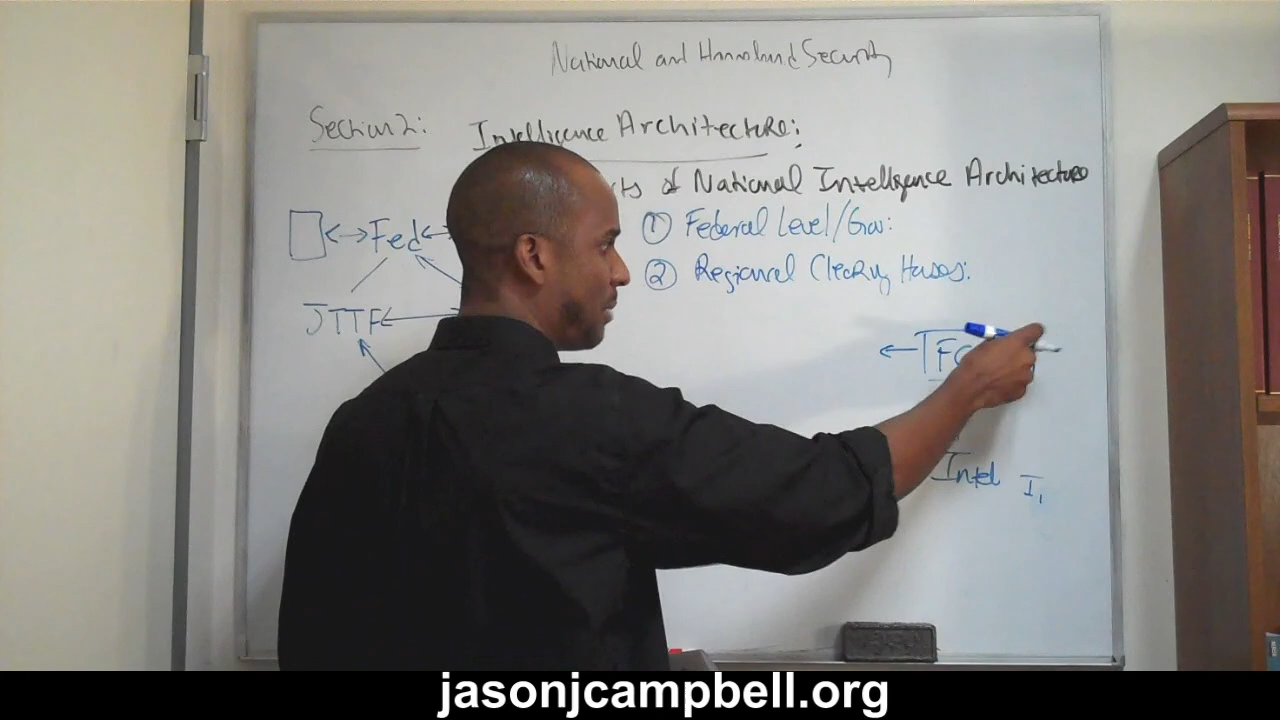 National and Homeland Security
Section 2: Intelligence Architecture:
of National Intelligence Architecture
Fed
① Federal Level/Gov:
② Regional Clearing Houses:
JTTF
Intel I₁
jasonjcampbell.org